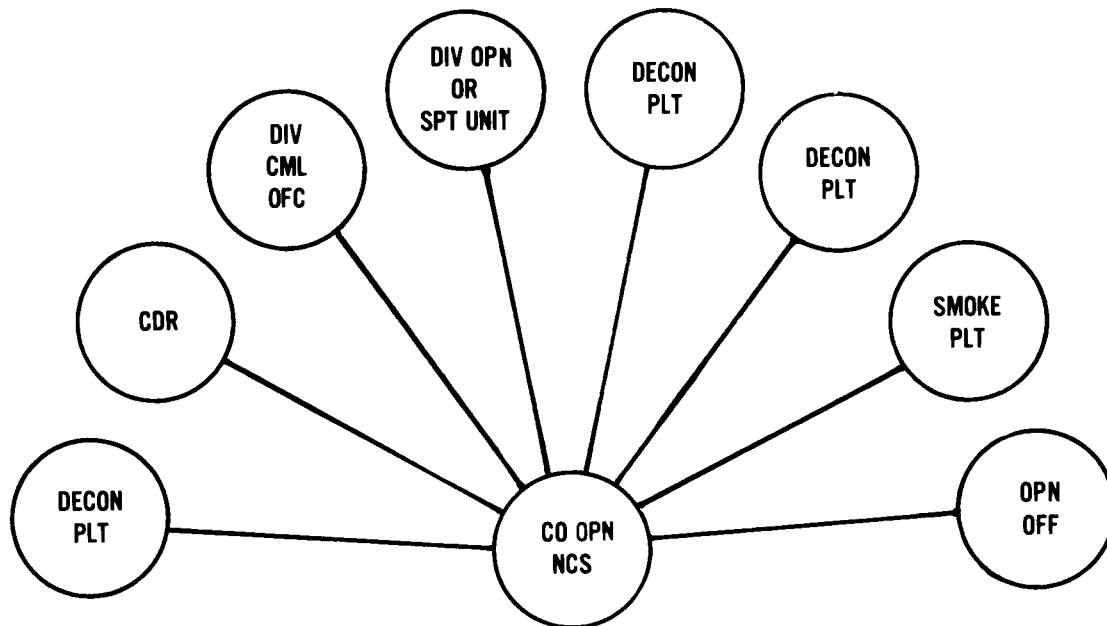 DIV OPN
OR
SPT UNIT
DECON
PLT
DIV
CML
OFC
DECON
PLT
CDR
SMOKE
PLT
DECON
PLT
CO OPN
NCS
OPN
OFF